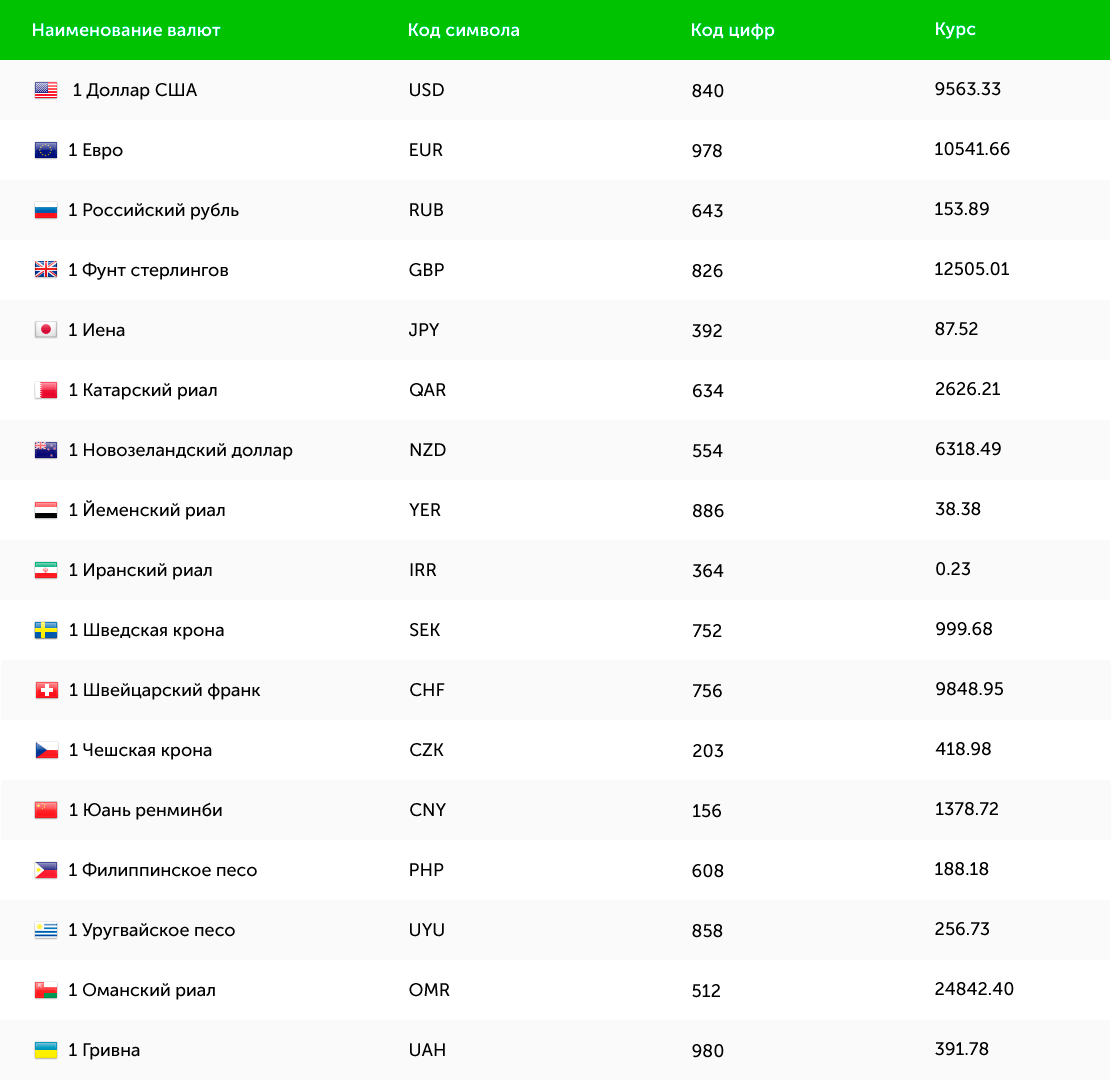 Наименование валют Код символа Код цифр Курс
1 Доллар США USD 840 9563.33
1 Евро EUR 978 10541.66
1 Российский рубль RUB 643 153.89
1 Фунт стерлингов GBP 826 12505.01
1 Иена JPY 392 87.52
1 Катарский риал QAR 634 2626.21
1 Новозеландский доллар NZD 554 6318.49
1 Йеменский риал YER 886 38.38
1 Иранский риал IRR 364 0.23
1 Шведская крона SEK 752 999.68
1 Швейцарский франк CHF 756 9848.95
1 Чешская крона CZK 203 418.98
1 Юань ренминби CNY 156 1378.72
1 Филиппинское песо PHP 608 188.18
1 Уругвайское песо UYU 858 256.73
1 Оманский риал OMR 512 24842.40
1 Гривна UAH 980 391.78